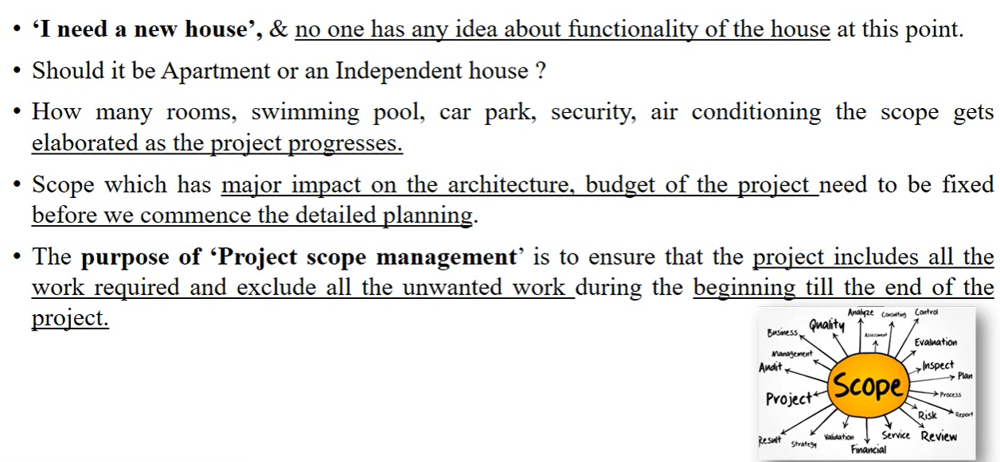 • ‘I need a new house’, & no one has any idea about functionality of the house at this point.
• Should it be Apartment or an Independent house ?
• How many rooms, swimming pool, car park, security, air conditioning the scope gets
elaborated as the project progresses.
• Scope which has major impact on the architecture, budget of the project need to be fixed
before we commence the detailed planning.
• The purpose of ‘Project scope management’ is to ensure that the project includes all the
work required and exclude all the unwanted work during the beginning till the end of the
project.
Analyze Consulting Control
Business Quality Assessment
Evaluation
Management
Audit Inspect
Plan
Scope
Project Process
Risk Report
Result Strategy Validation Service Review
Financial